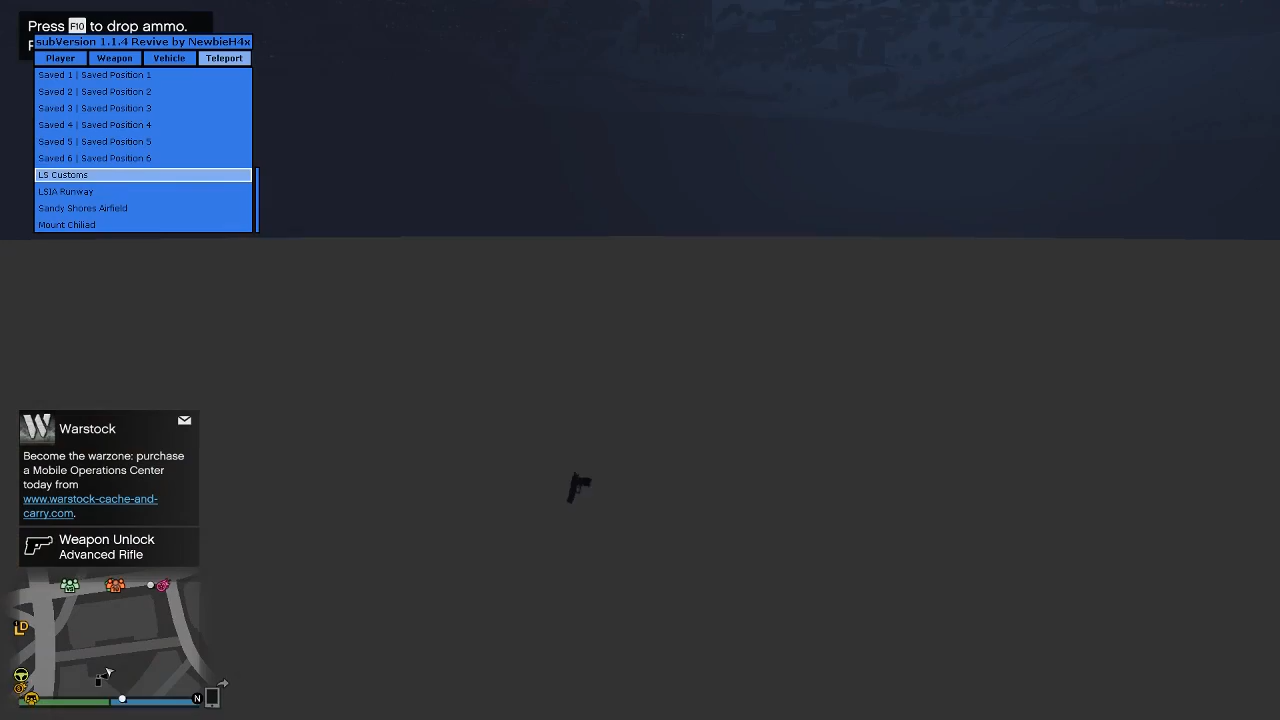 Press F10 to drop ammo.
subVersion 1.1.4 Revive by NewbieH4x
Player Weapon Vehicle Teleport
Saved 1 | Saved Position 1
Saved 2 | Saved Position 2
Saved 3 | Saved Position 3
Saved 4 | Saved Position 4
Saved 5 | Saved Position 5
Saved 6 | Saved Position 6
LS Customs
LSIA Runway
Sandy Shores Airfield
Mount Chiliad
W Warstock
Become the warzone: purchase
a Mobile Operations Center
today from
www.warstock-cache-and-
carry.com.
Weapon Unlock
Advanced Rifle
L D
N